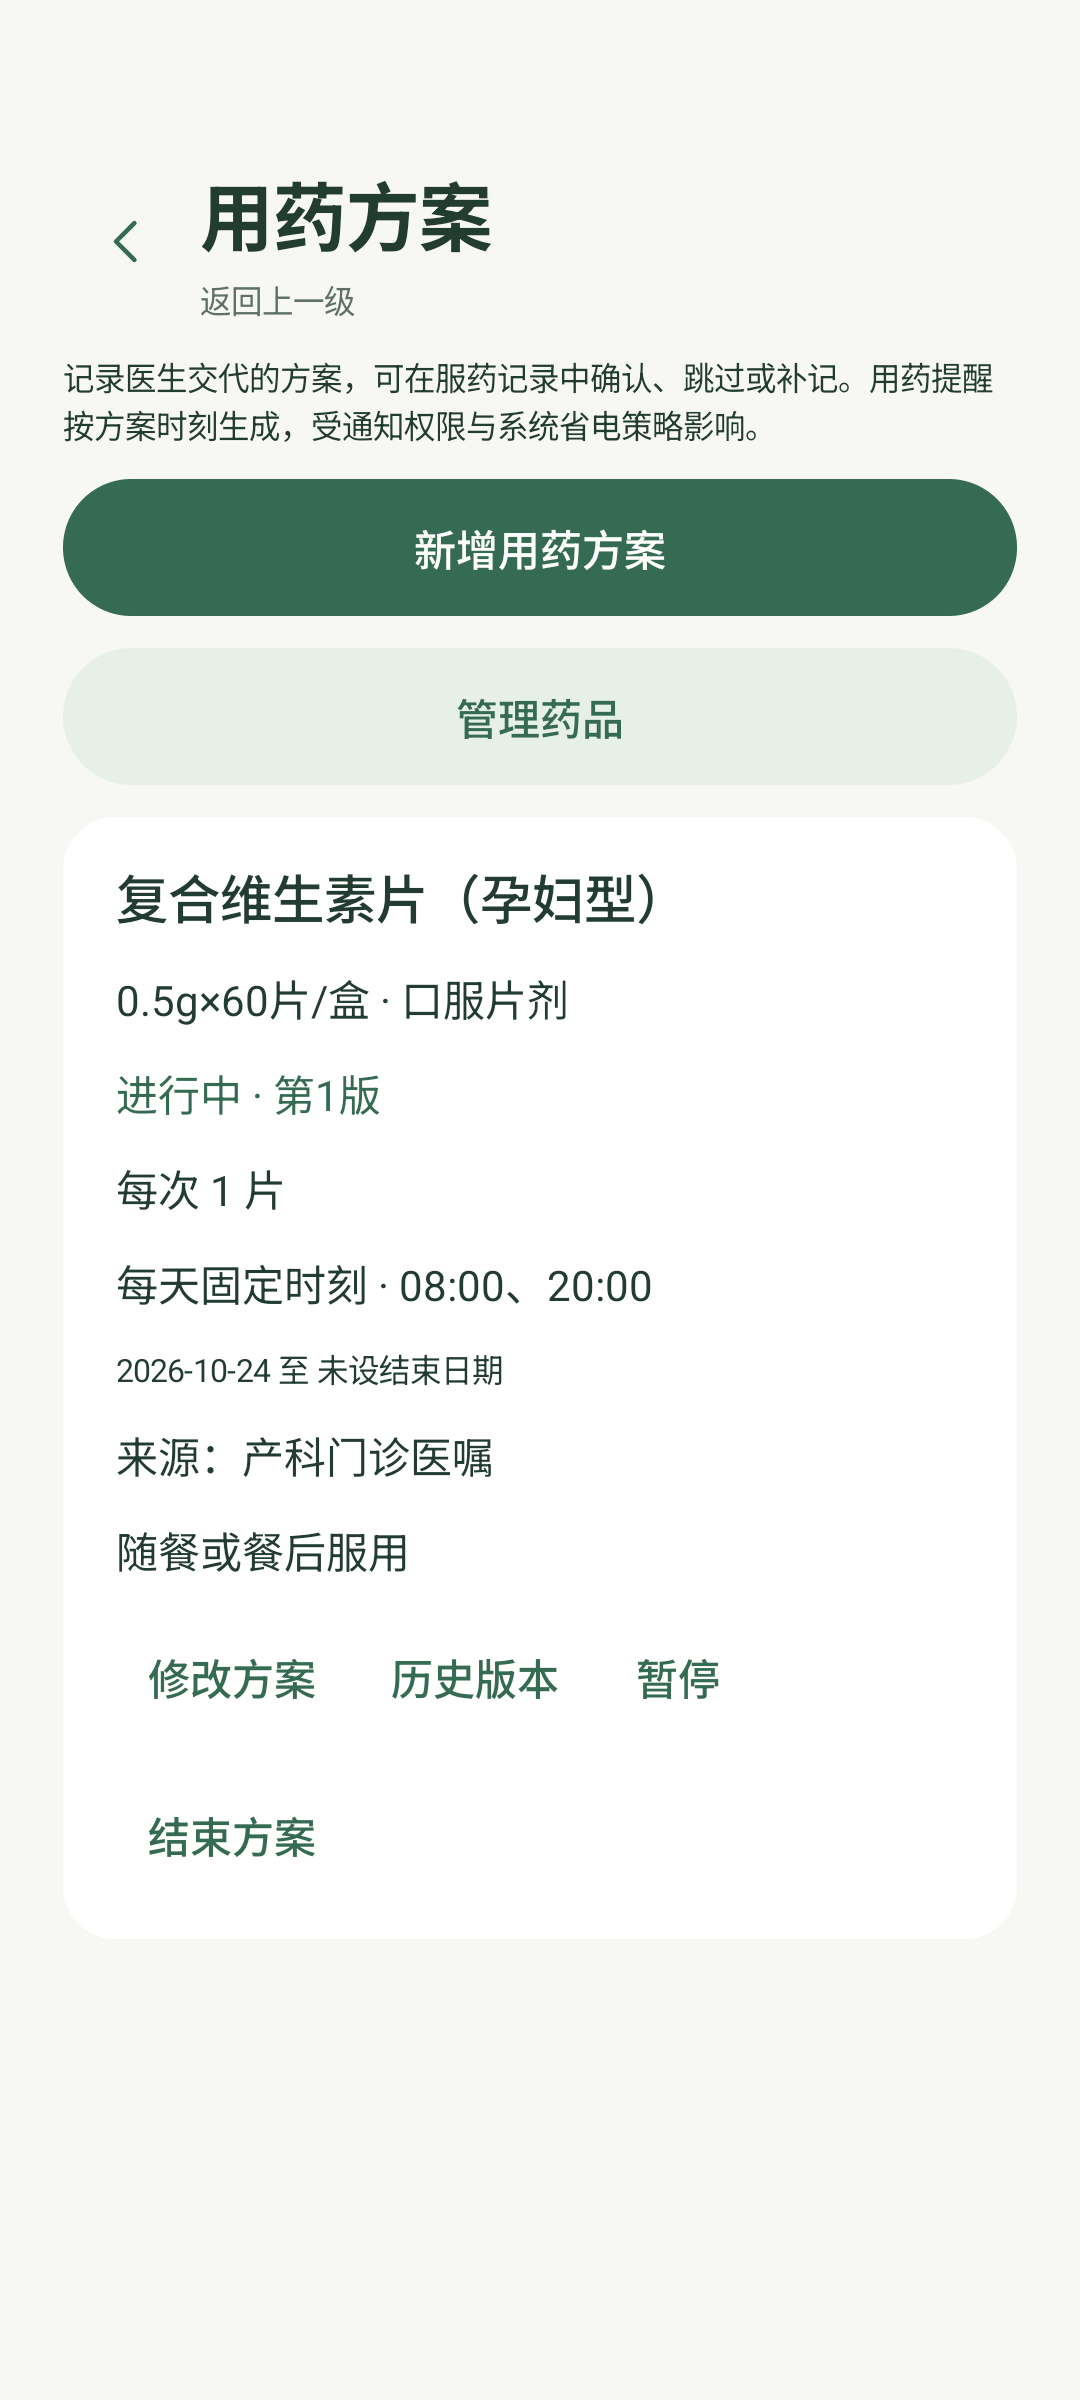 用药方案
返回上一级
记录医生交代的方案，可在服药记录中确认、跳过或补记。用药提醒
按方案时刻生成，受通知权限与系统省电策略影响。
新增用药方案
管理药品
复合维生素片（孕妇型）
0.5g×60片/盒 · 口服片剂
进行中 · 第1版
每次 1 片
每天固定时刻 · 08:00、20:00
2026-10-24 至 未设结束日期
来源：产科门诊医嘱
随餐或餐后服用
修改方案 历史版本 暂停
结束方案